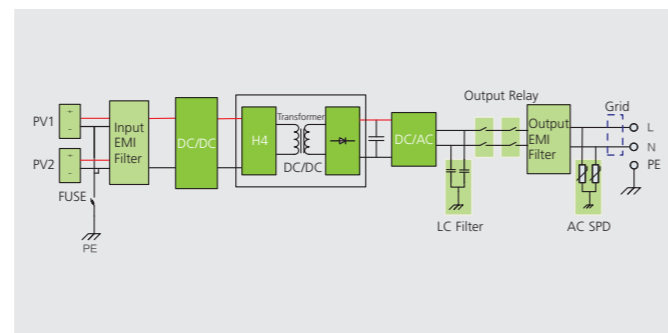 PV1
+
-
PV2
+
-
FUSE
PE
Input
EMI
Filter
DC/DC
H4
Transformer
DC/DC
DC/AC
Output Relay
LC Filter
Output
EMI
Filter
Grid
L
N
PE
AC SPD